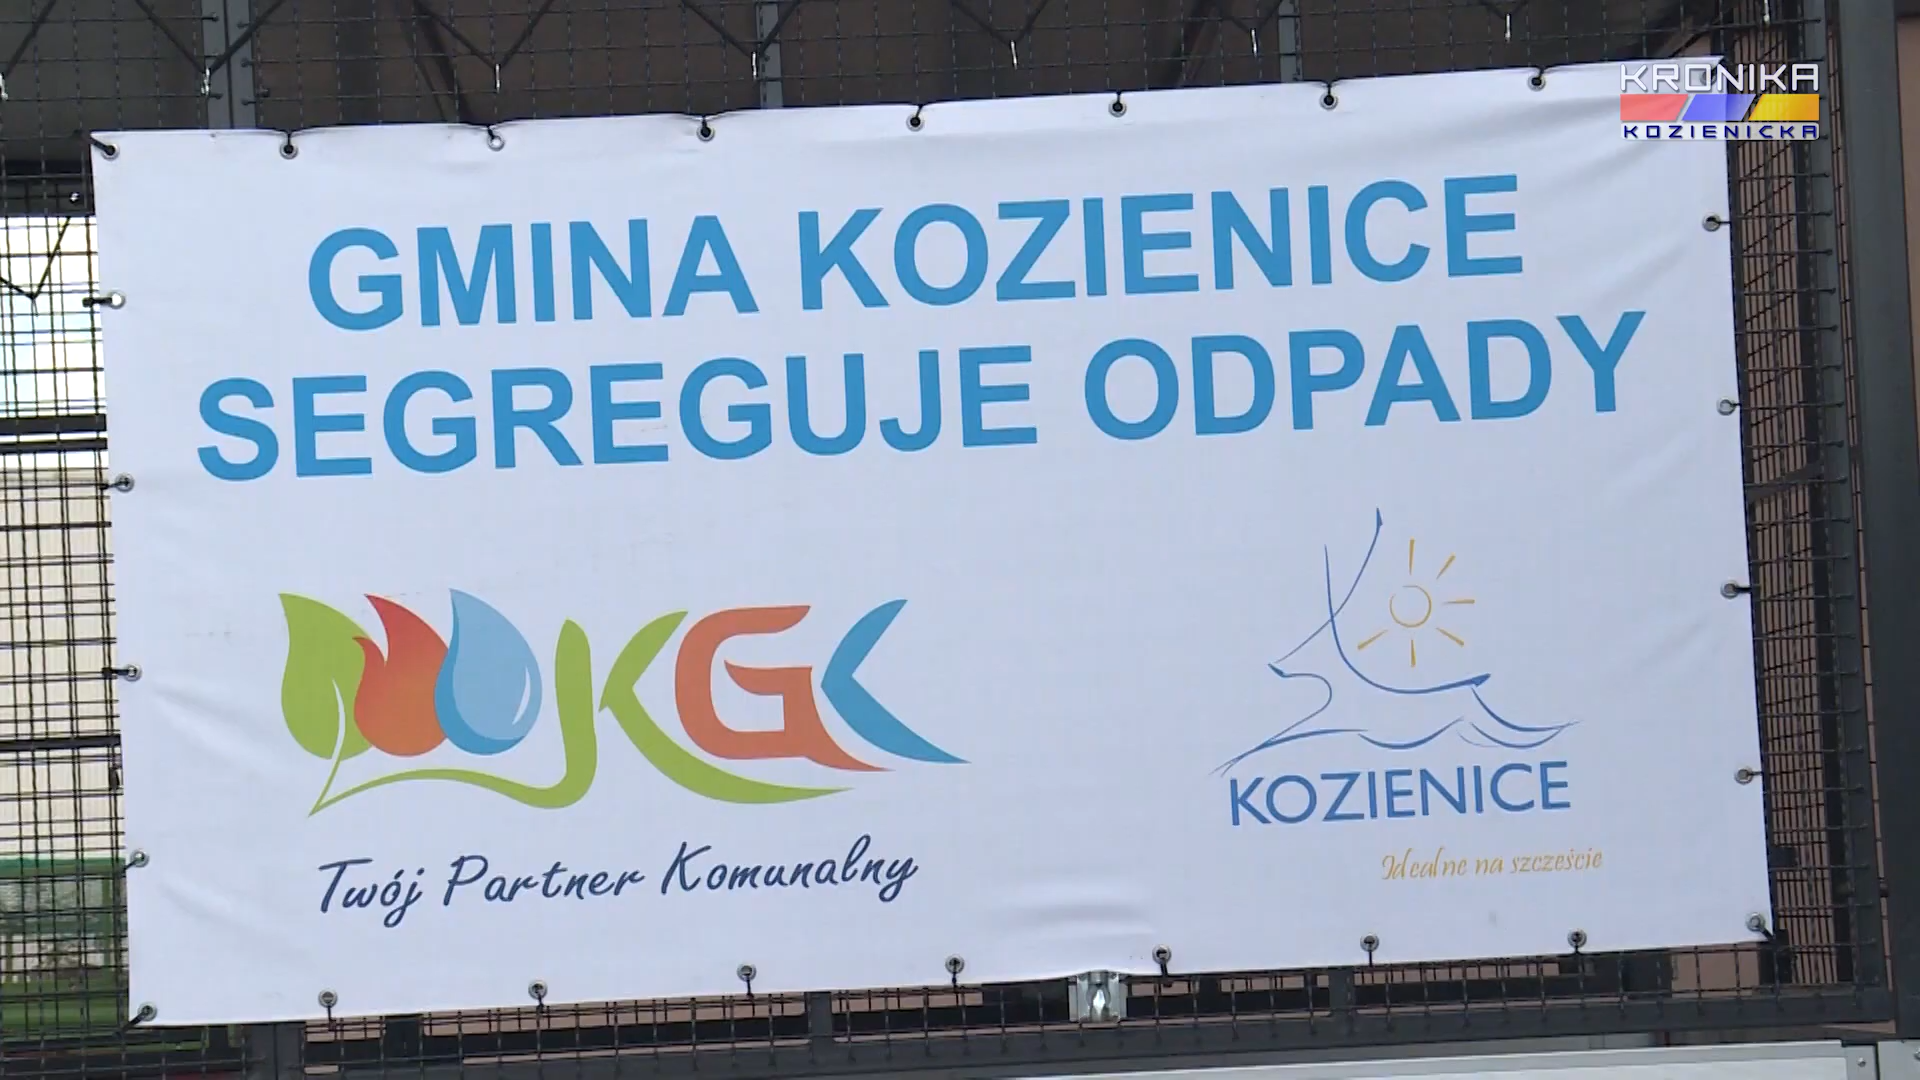 KRONIKA
KOZIENICKA
GMINA KOZIENICE
SEGREGUJE ODPADY
KGK
Twój Partner Komunalny
KOZIENICE
Idealne na szczęście